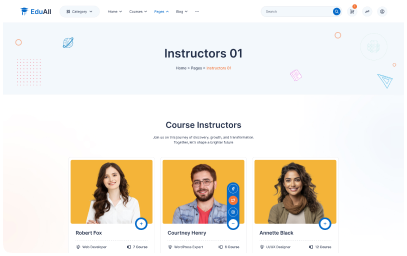 EduAll
Category
Home
Courses
Pages
Blog
Search
Instructors 01
Home > Pages > Instructors 01
Course Instructors
Join us on this journey of discovery, growth, and transformation.
Together, let's shape a brighter future
Robert Fox
Courtney Henry
Annette Black
Web Developer
7 Course
WordPress Expert
Course
UI/UX Designer
Course